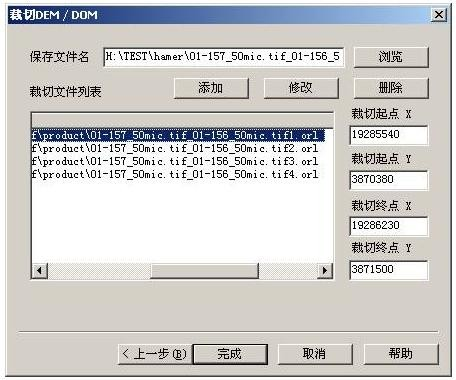 裁切DEM / DOM
保存文件名 H:\TEST\hamer\01-157_50mic.tif_01-156_5 浏览
裁切文件列表 添加 修改 删除
裁切起点 X
f\product\01-157_50mic.tif_01-156_50mic.tif1.orl 19285540
f\product\01-157_50mic.tif_01-156_50mic.tif2.orl
f\product\01-157_50mic.tif_01-156_50mic.tif3.orl 裁切起点 Y
f\product\01-157_50mic.tif_01-156_50mic.tif4.orl 3870380
裁切终点 X
19286230
裁切终点 Y
3871500
< 上一步(B) 完成 取消 帮助